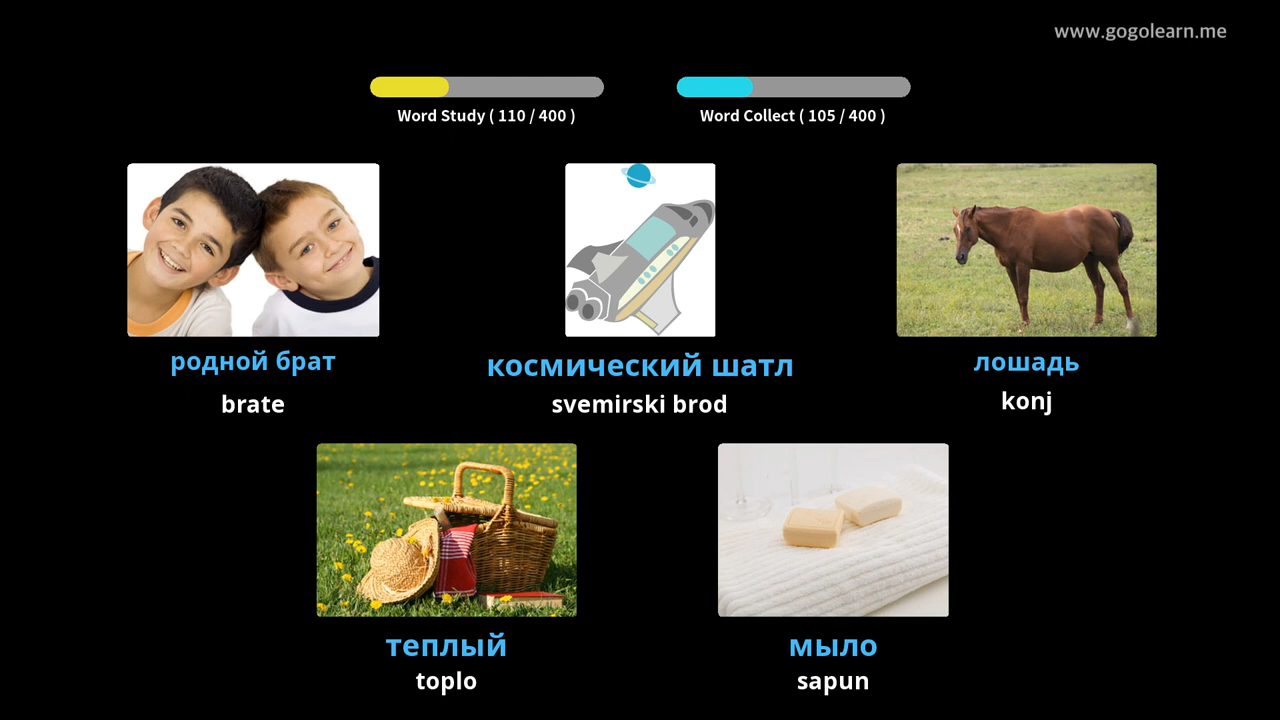 www.gogolearn.me
Word Study ( 110 / 400 )
Word Collect ( 105 / 400 )
родной брат
brate
космический шатл
svemirski brod
лошадь
konj
теплый
toplo
мыло
sapun